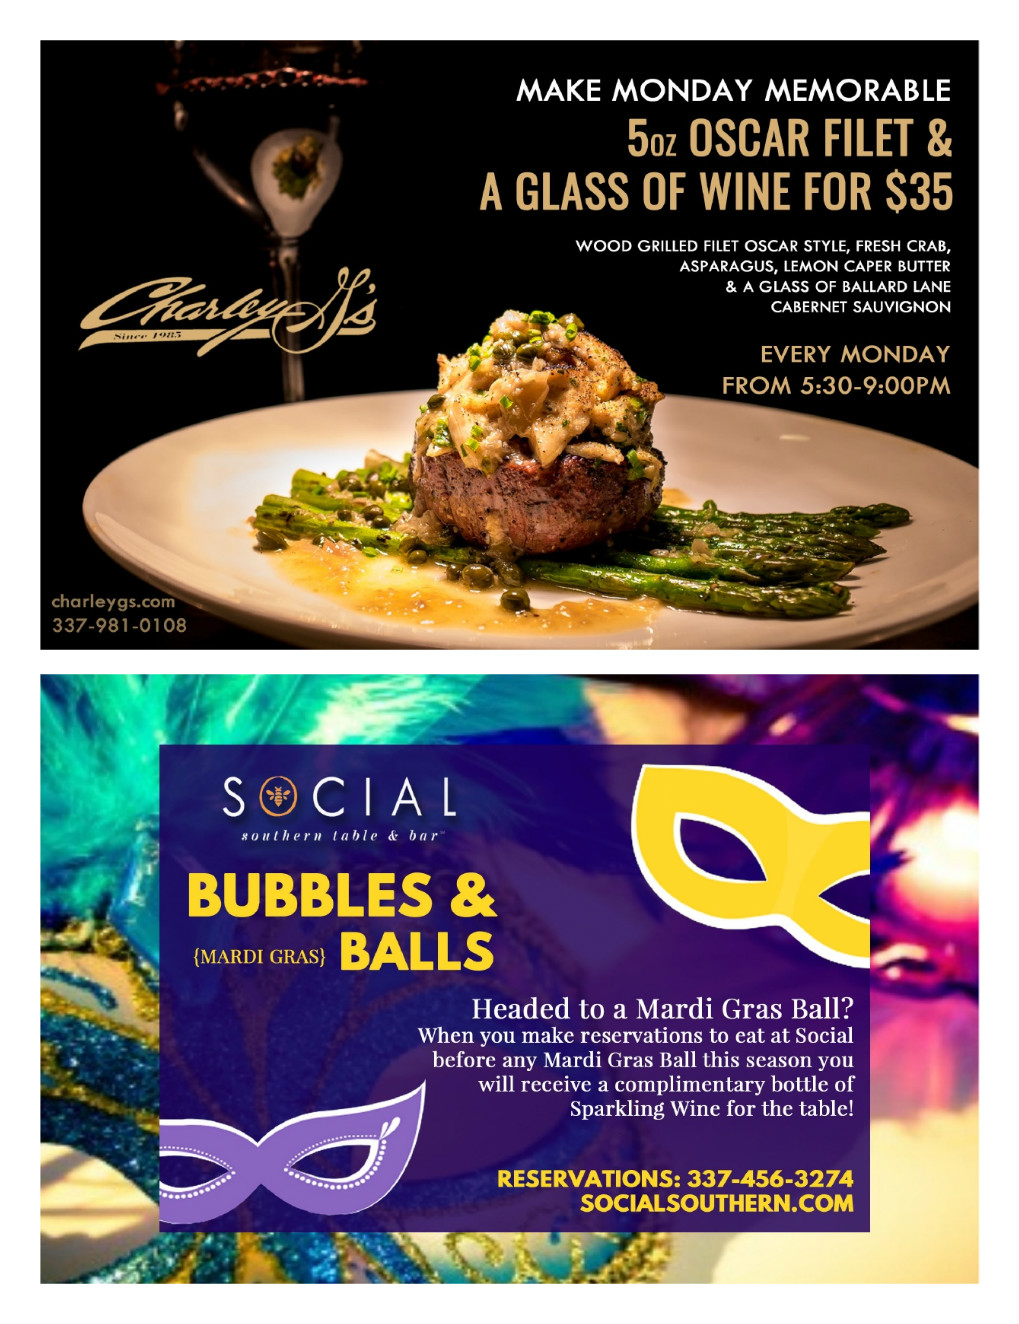 MAKE MONDAY MEMORABLE
5OZ OSCAR FILET &
A GLASS OF WINE FOR $35
WOOD GRILLED FILET OSCAR STYLE, FRESH CRAB,
ASPARAGUS, LEMON CAPER BUTTER
& A GLASS OF BALLARD LANE
CABERNET SAUVIGNON
Charley G's
Since 1985
EVERY MONDAY
FROM 5:30-9:00PM
charleygs.com
337-981-0108
SOCIAL
southern table & bar™
BUBBLES &
{MARDI GRAS} BALLS
Headed to a Mardi Gras Ball?
When you make reservations to eat at Social
before any Mardi Gras Ball this season you
will receive a complimentary bottle of
Sparkling Wine for the table!
RESERVATIONS: 337-456-3274
SOCIALSOUTHERN.COM